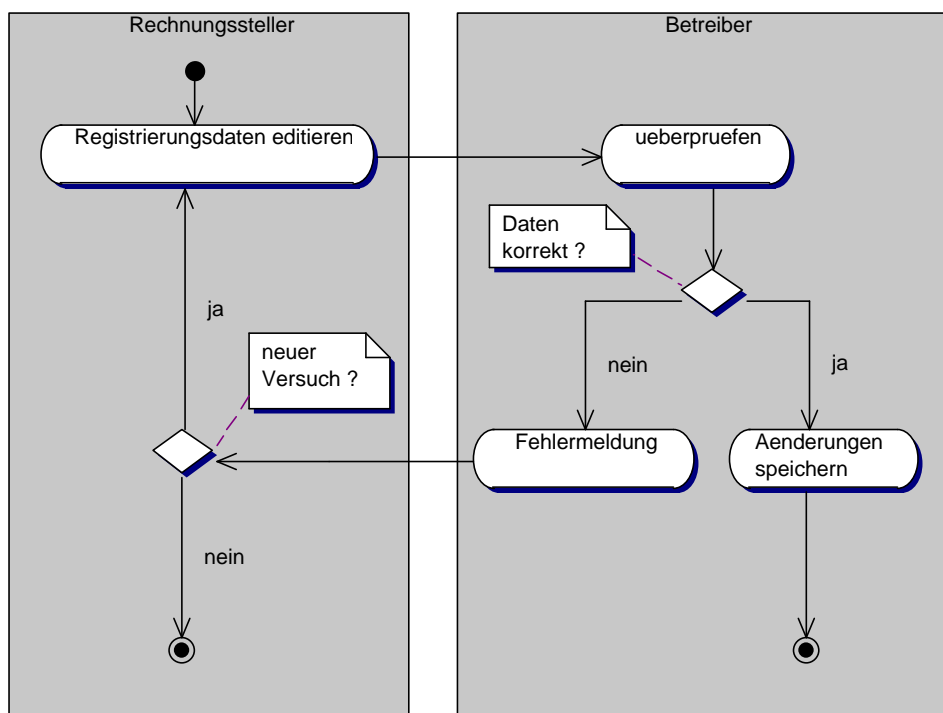 Rechnungssteller
Betreiber
Registrierungsdaten editieren
ueberpruefen
Daten
korrekt ?
ja
neuer
Versuch ?
nein
ja
Fehlermeldung
Aenderungen
speichern
nein